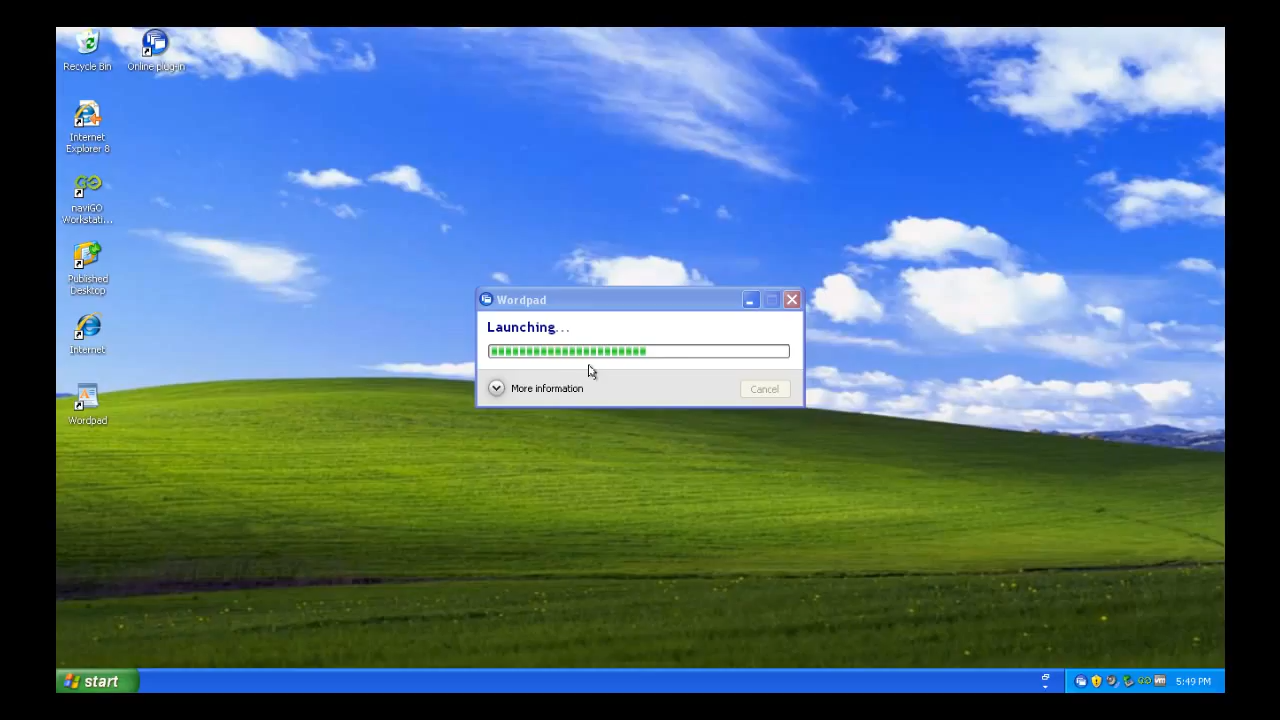 Recycle Bin
Online plug-in
Internet
Explorer 8
naviGO
Workstati...
Published
Desktop
Internet
Wordpad
Wordpad
Launching...
More information
Cancel
start
5:49 PM